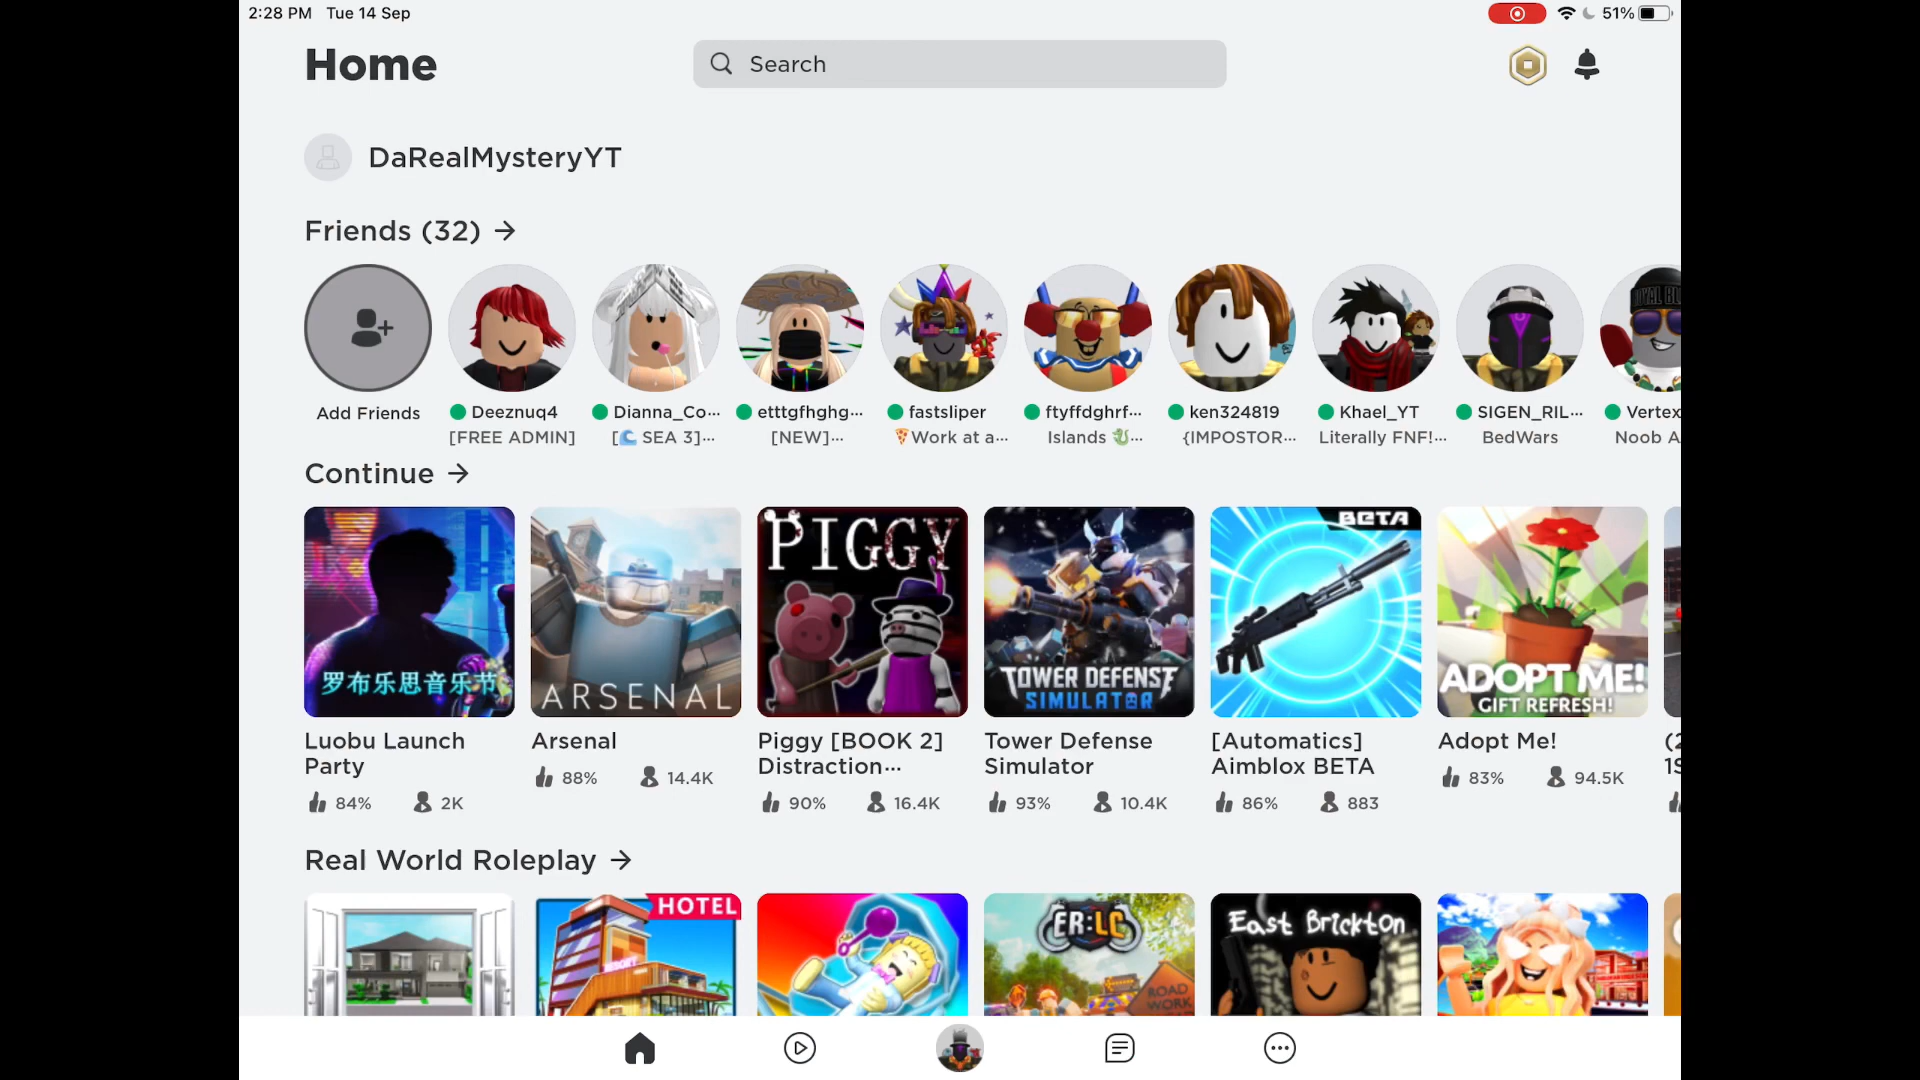 2:28 PM Tue 14 Sep
51%
Home
Search
DaRealMysteryYT
Friends (32)
Add Friends
Deeznuq4
Dianna_Co...
etttgfhghg...
fastsliper
ftyffdghrf...
ken324819
Khael_YT
SIGEN_RIL...
Vertex
[FREE ADMIN]
[🌊 SEA 3]...
[NEW]...
🍕Work at a...
Islands 🐉...
{IMPOSTOR...
Literally FNF!...
BedWars
Noob A
Continue
罗布乐思音乐节
ARSENAL
PIGGY
TOWER DEFENSE
SIMULATOR
BETA
ADOPT ME!
GIFT REFRESH!
Luobu Launch
Party
84% 2K
Arsenal
88% 14.4K
Piggy [BOOK 2]
Distraction...
90% 16.4K
Tower Defense
Simulator
93% 10.4K
[Automatics]
Aimblox BETA
86% 883
Adopt Me!
83% 94.5K
Real World Roleplay
HOTEL
ER:LC
ROAD
WORK
East Brickton